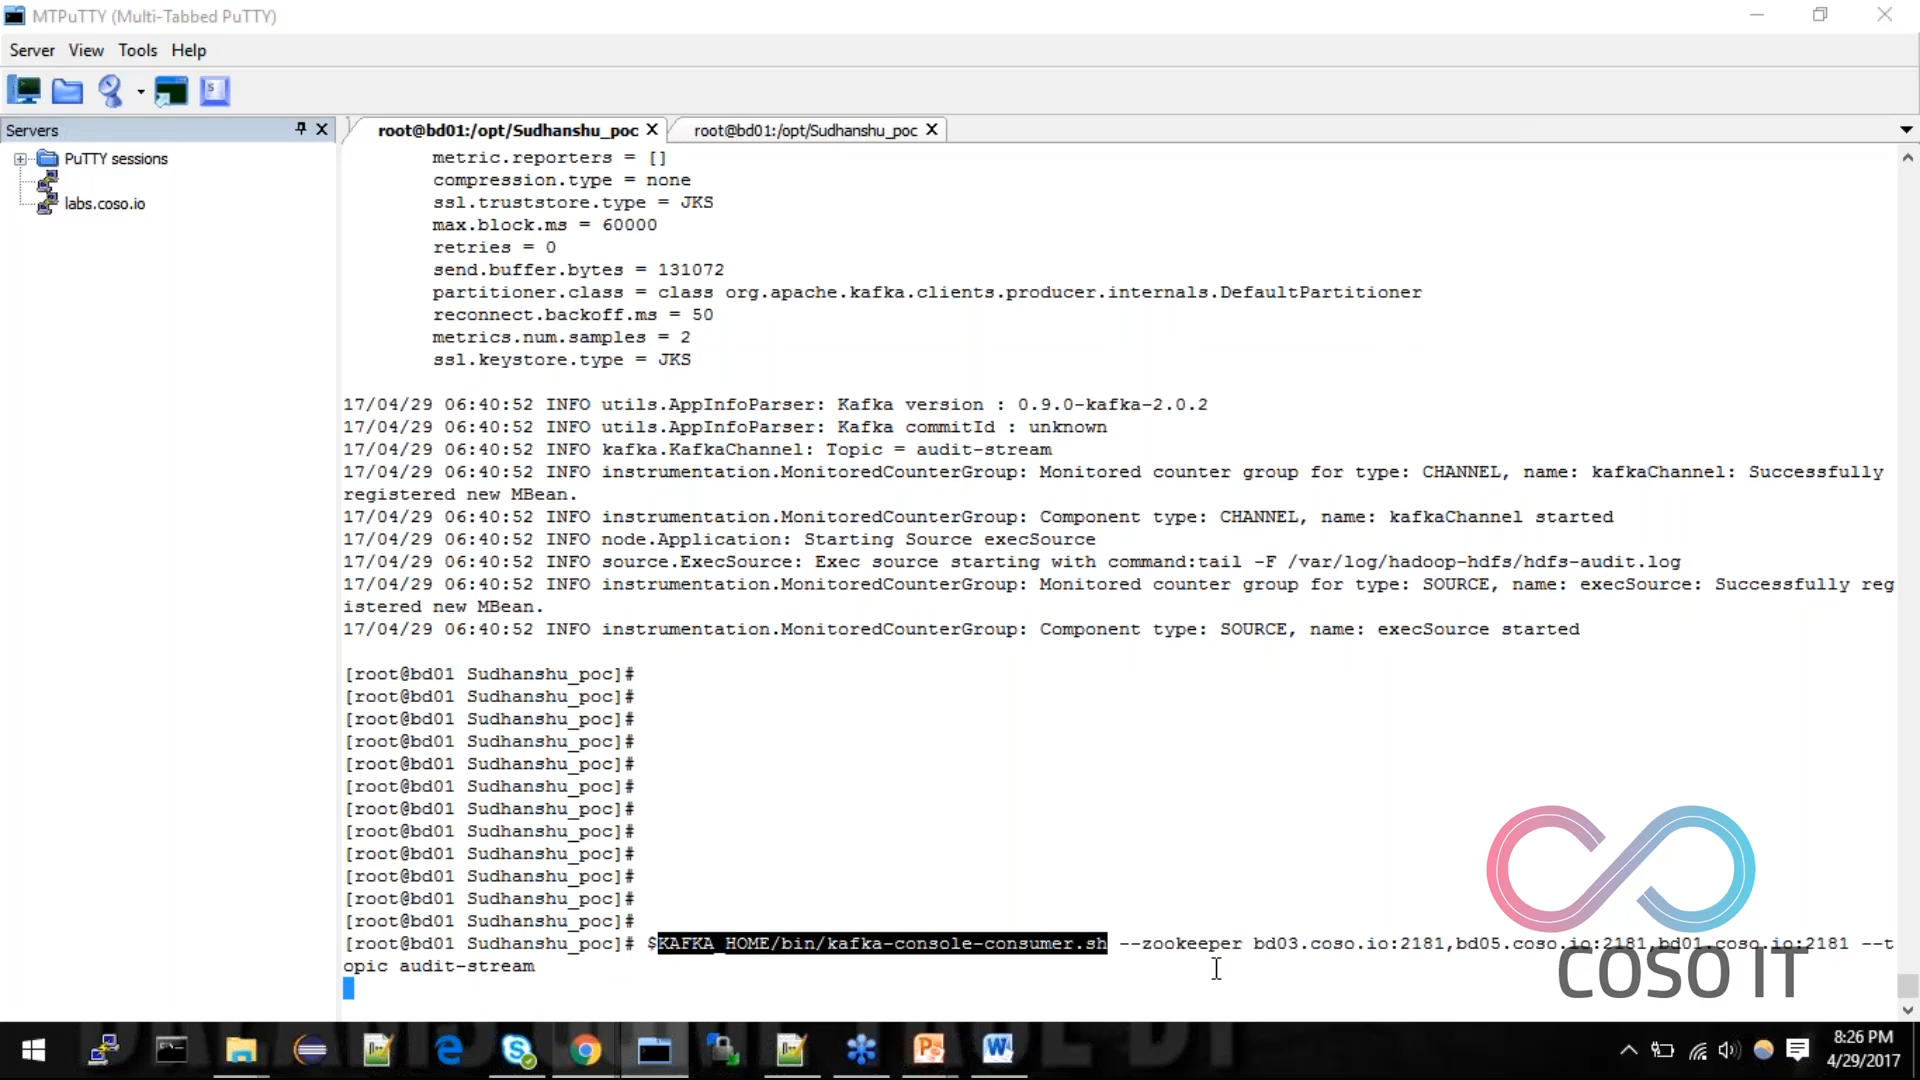 MTPuTTY (Multi-Tabbed PuTTY)
Server View Tools Help
Servers
root@bd01:/opt/Sudhanshu_poc root@bd01:/opt/Sudhanshu_poc
PuTTY sessions
labs.coso.io
metric.reporters = []
compression.type = none
ssl.truststore.type = JKS
max.block.ms = 60000
retries = 0
send.buffer.bytes = 131072
partitioner.class = class org.apache.kafka.clients.producer.internals.DefaultPartitioner
reconnect.backoff.ms = 50
metrics.num.samples = 2
ssl.keystore.type = JKS
17/04/29 06:40:52 INFO utils.AppInfoParser: Kafka version : 0.9.0-kafka-2.0.2
17/04/29 06:40:52 INFO utils.AppInfoParser: Kafka commitId : unknown
17/04/29 06:40:52 INFO kafka.KafkaChannel: Topic = audit-stream
17/04/29 06:40:52 INFO instrumentation.MonitoredCounterGroup: Monitored counter group for type: CHANNEL, name: kafkaChannel: Successfully
registered new MBean.
17/04/29 06:40:52 INFO instrumentation.MonitoredCounterGroup: Component type: CHANNEL, name: kafkaChannel started
17/04/29 06:40:52 INFO node.Application: Starting Source execSource
17/04/29 06:40:52 INFO source.ExecSource: Exec source starting with command:tail -F /var/log/hadoop-hdfs/hdfs-audit.log
17/04/29 06:40:52 INFO instrumentation.MonitoredCounterGroup: Monitored counter group for type: SOURCE, name: execSource: Successfully reg
istered new MBean.
17/04/29 06:40:52 INFO instrumentation.MonitoredCounterGroup: Component type: SOURCE, name: execSource started
[root@bd01 Sudhanshu_poc]#
[root@bd01 Sudhanshu_poc]#
[root@bd01 Sudhanshu_poc]#
[root@bd01 Sudhanshu_poc]#
[root@bd01 Sudhanshu_poc]#
[root@bd01 Sudhanshu_poc]#
[root@bd01 Sudhanshu_poc]#
[root@bd01 Sudhanshu_poc]#
[root@bd01 Sudhanshu_poc]#
[root@bd01 Sudhanshu_poc]#
[root@bd01 Sudhanshu_poc]#
[root@bd01 Sudhanshu_poc]#
[root@bd01 Sudhanshu_poc]# $KAFKA_HOME/bin/kafka-console-consumer.sh --zookeeper bd03.coso.io:2181,bd05.coso.io:2181,bd01.coso.io:2181 --t
opic audit-stream
COSO IT
8:26 PM
4/29/2017